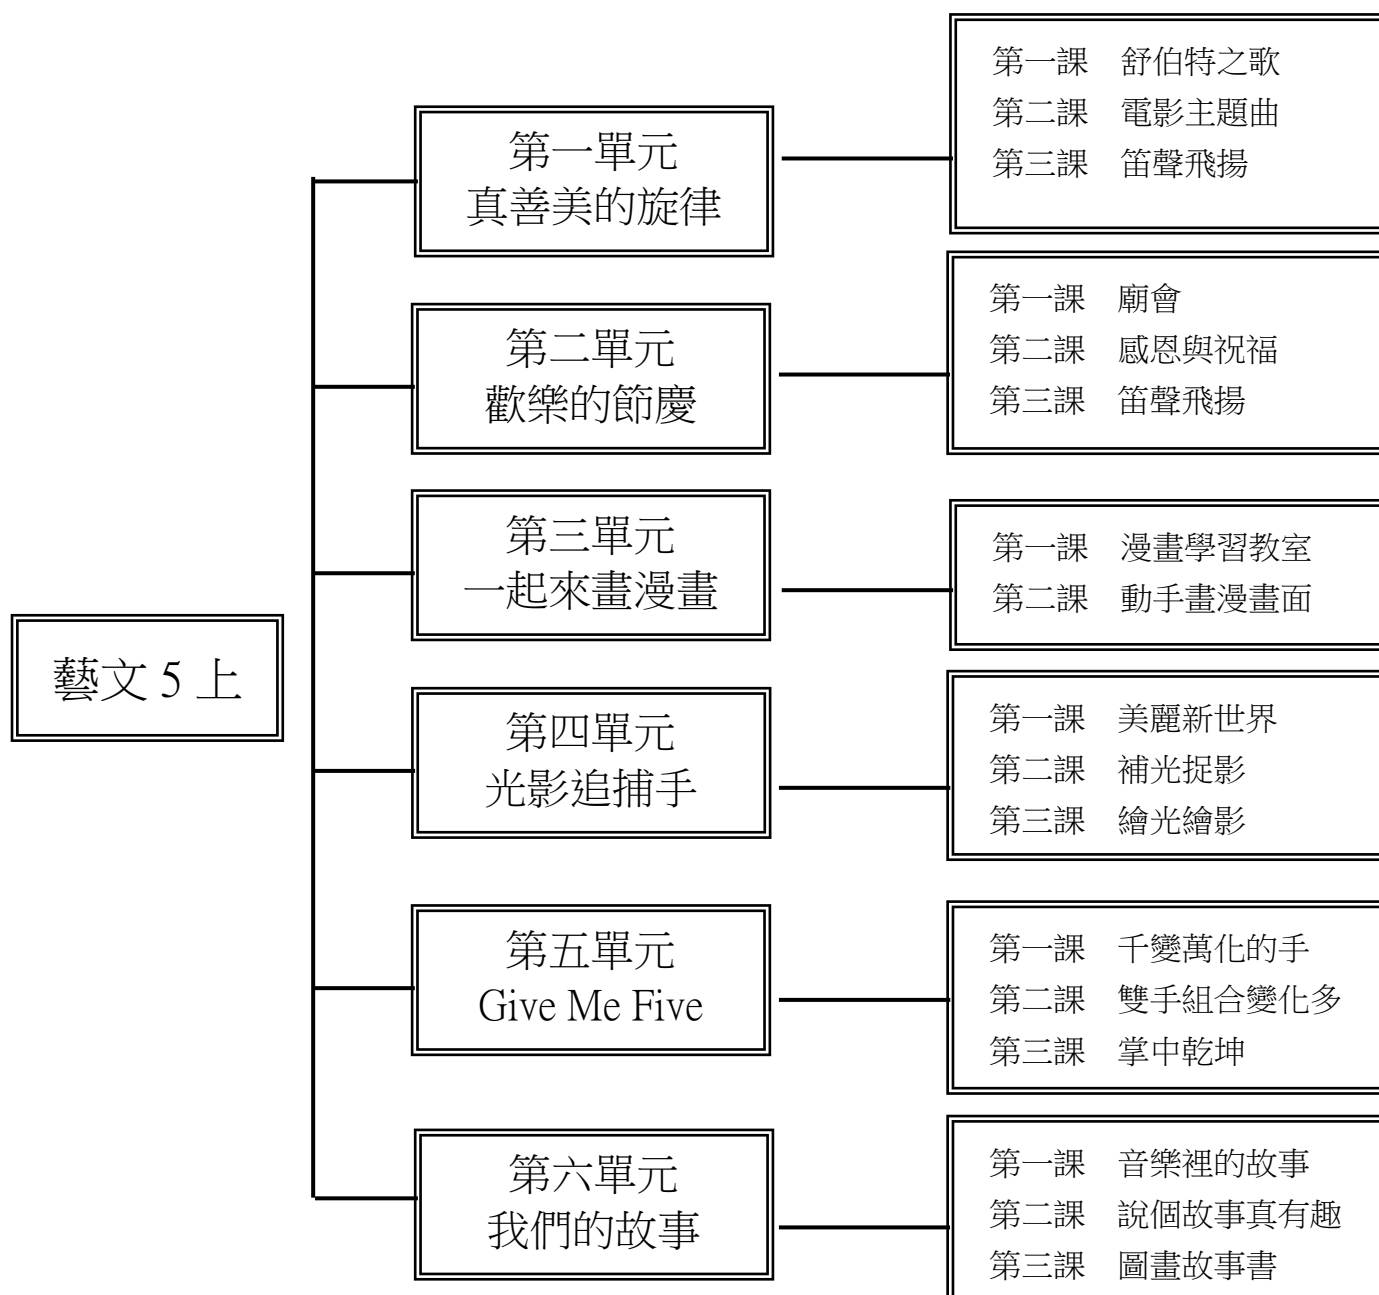 藝文 5 上
第一單元
真善美的旋律
第一課　舒伯特之歌
第二課　電影主題曲
第三課　笛聲飛揚
第二單元
歡樂的節慶
第一課　廟會
第二課　感恩與祝福
第三課　笛聲飛揚
第三單元
一起來畫漫畫
第一課　漫畫學習教室
第二課　動手畫漫畫面
第四單元
光影追捕手
第一課　美麗新世界
第二課　補光捉影
第三課　繪光繪影
第五單元
Give Me Five
第一課　千變萬化的手
第二課　雙手組合變化多
第三課　掌中乾坤
第六單元
我們的故事
第一課　音樂裡的故事
第二課　說個故事真有趣
第三課　圖畫故事書